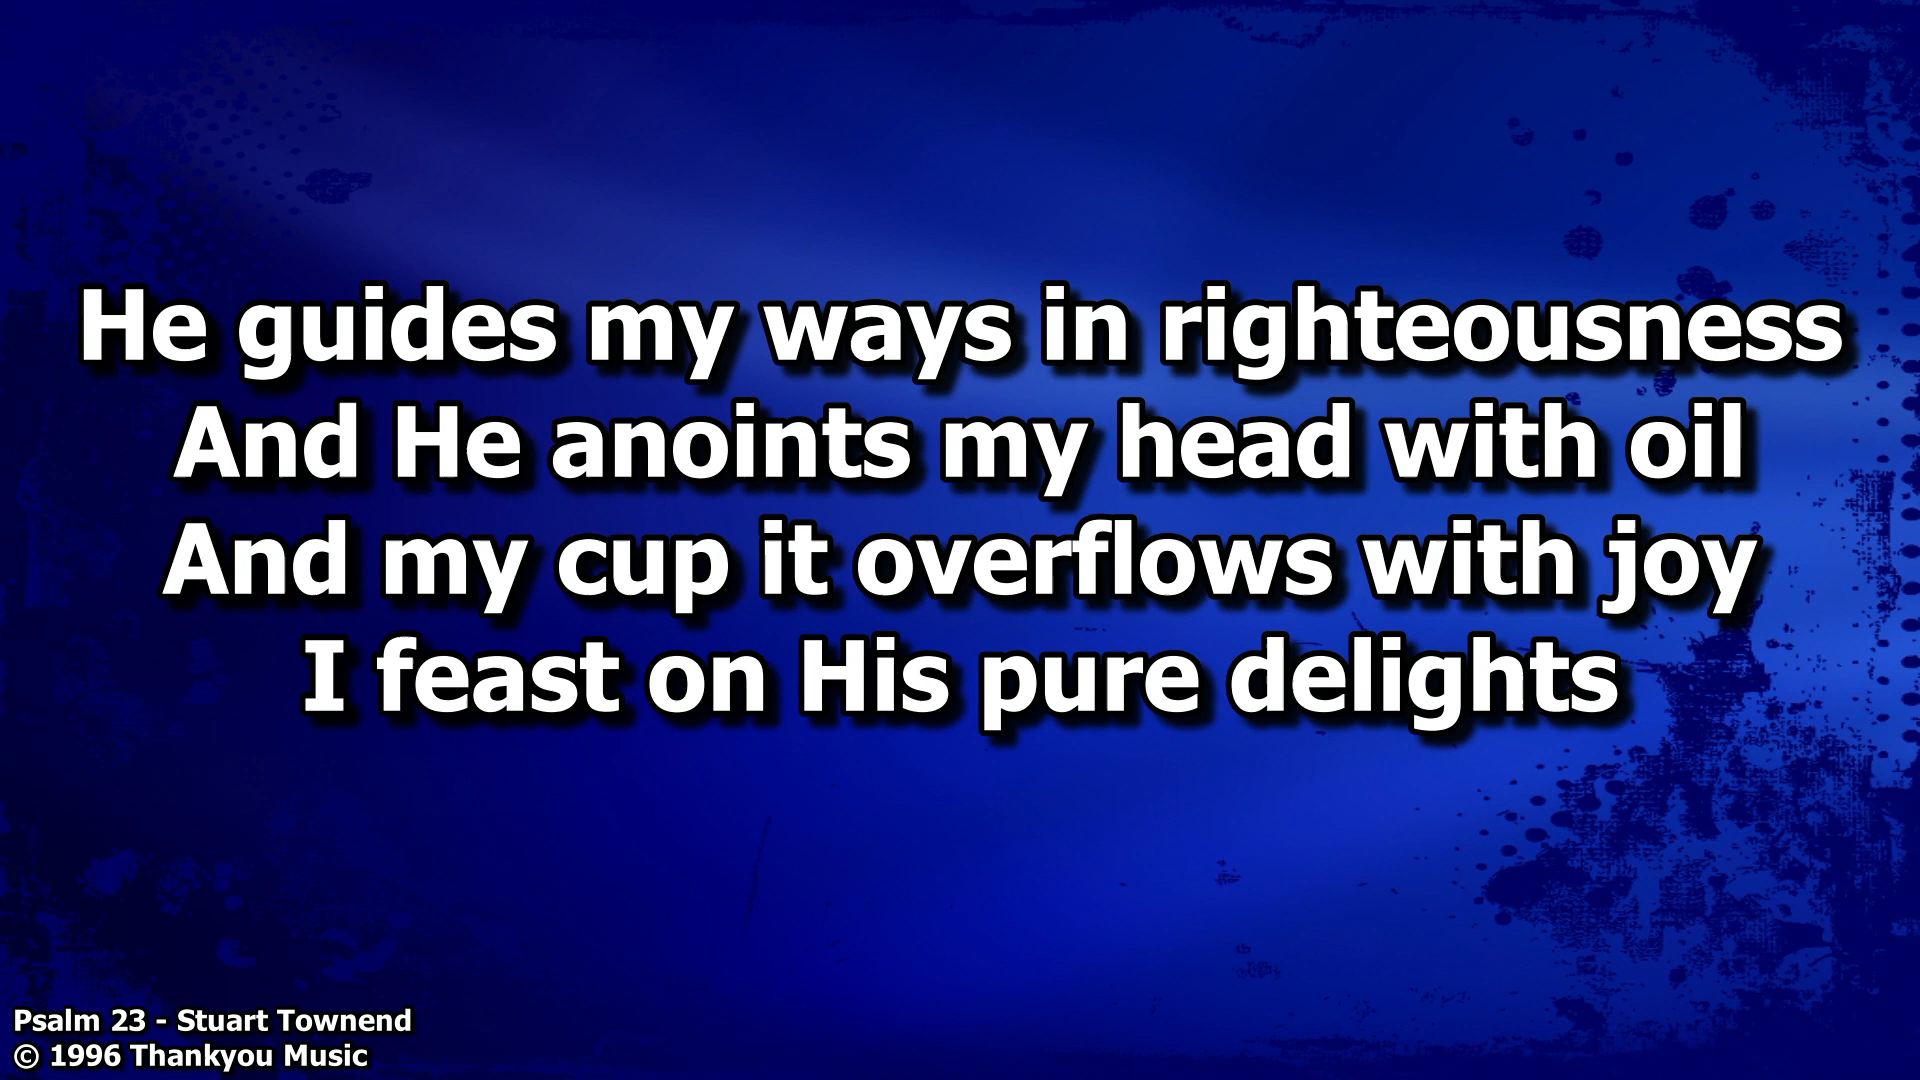 He guides my ways in righteousness
And He anoints my head with oil
And my cup it overflows with joy
I feast on His pure delights
Psalm 23 - Stuart Townend
© 1996 Thankyou Music